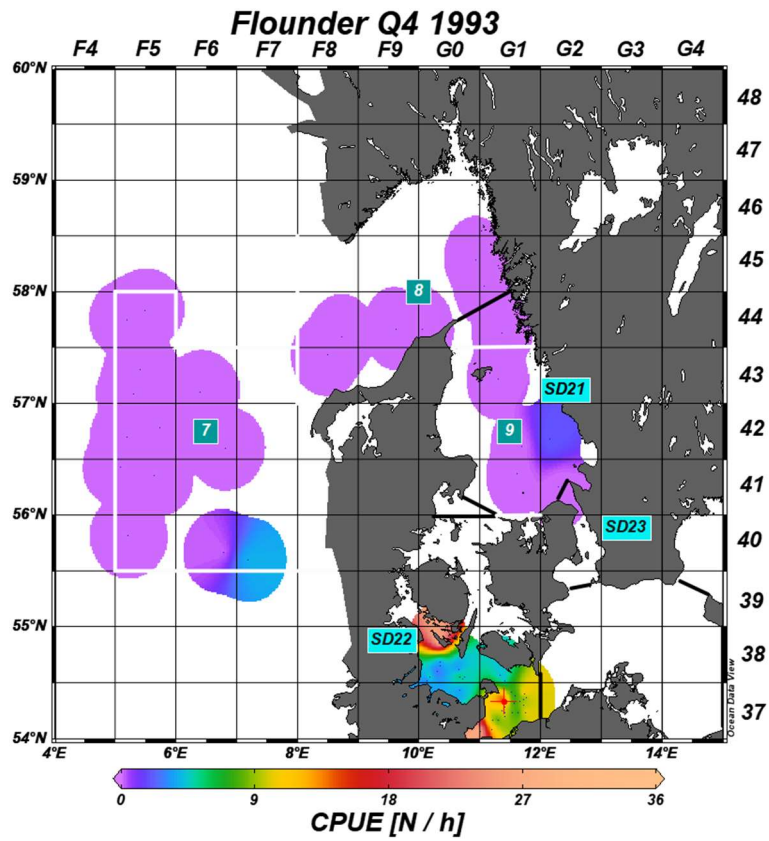 Flounder Q4 1993
F4 F5 F6 F7 F8 F9 G0 G1 G2 G3 G4
60°N
48
47
59°N
46
45
58°N
8
44
43
57°N
SD21
42
7
9
41
56°N
SD23
40
39
55°N
SD22
38
Ocean Data View
37
54°N
4°E 6°E 8°E 10°E 12°E 14°E
0 9 18 27 36
CPUE [N / h]